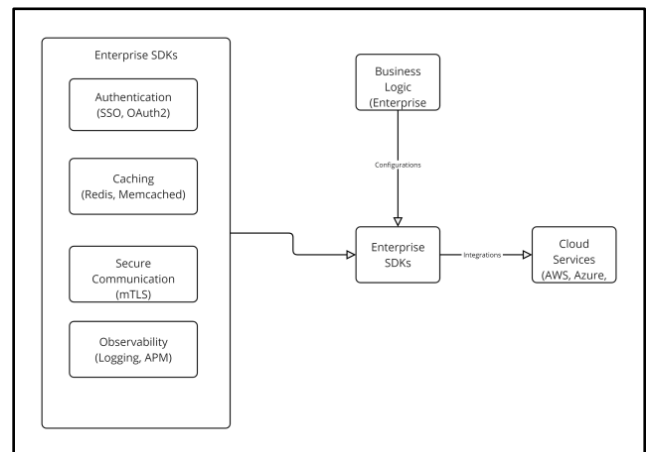 Enterprise SDKs
Authentication
(SSO, OAuth2)
Caching
(Redis, Memcached)
Secure
Communication
(mTLS)
Observability
(Logging, APM)
Business
Logic
(Enterprise
Configurations
Enterprise
SDKs
Integrations
Cloud
Services
(AWS, Azure,